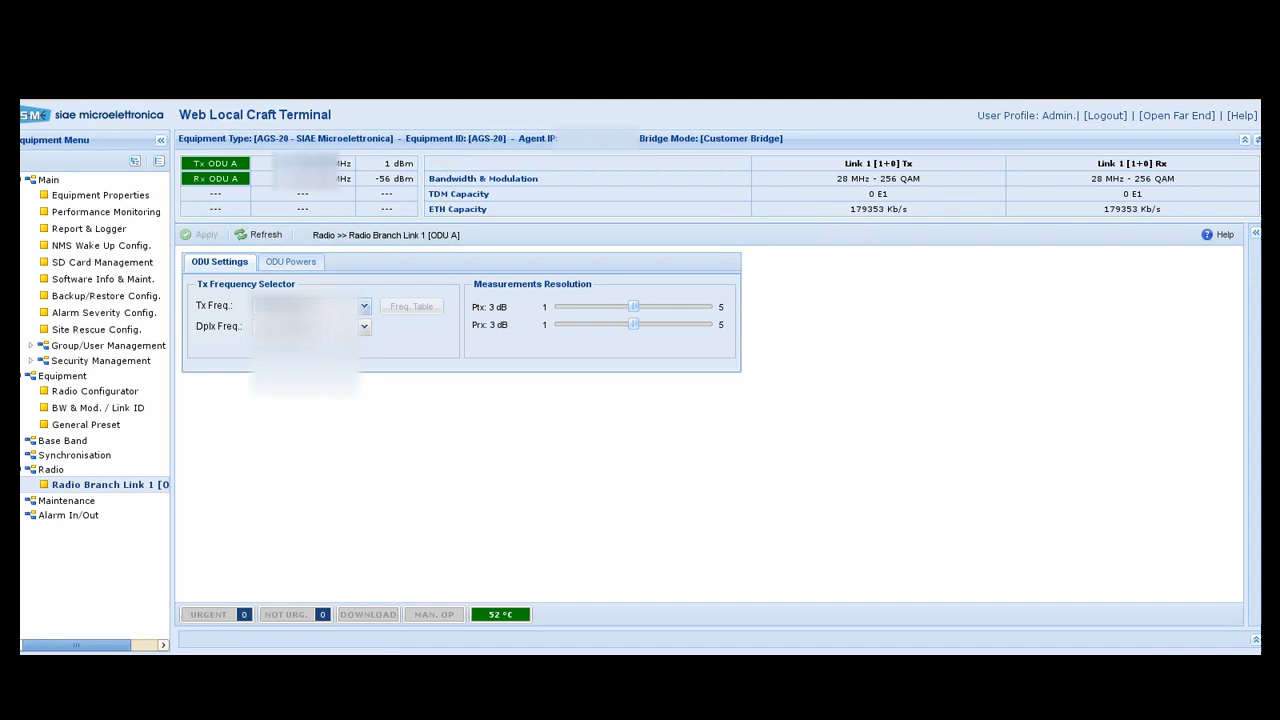 SM siae microelettronica Web Local Craft Terminal User Profile: Admin.| [Logout] | [Open Far End] | [Help]
quipment Menu
Equipment Type: [AGS-20 - SIAE Microelettronica] - Equipment ID: [AGS-20] - Agent IP: Bridge Mode: [Customer Bridge]
Tx ODU A Hz 1 dBm Link 1 [1+0] Tx Link 1 [1+0] Rx
Rx ODU A Hz -56 dBm Bandwidth & Modulation 28 MHz - 256 QAM 28 MHz - 256 QAM
--- --- --- TDM Capacity 0 E1 0 E1
--- --- --- ETH Capacity 179353 Kb/s 179353 Kb/s
Apply Refresh Radio >> Radio Branch Link 1 [ODU A] Help
Main
Equipment Properties
Performance Monitoring
Report & Logger
NMS Wake Up Config.
SD Card Management
Software Info & Maint.
Backup/Restore Config.
Alarm Severity Config.
Site Rescue Config.
Group/User Management
Security Management
Equipment
Radio Configurator
BW & Mod. / Link ID
General Preset
Base Band
Synchronisation
Radio
Radio Branch Link 1 [O
Maintenance
Alarm In/Out
ODU Settings ODU Powers
Tx Frequency Selector
Tx Freq.: Freq. Table
Dplx Freq.:
Measurements Resolution
Ptx: 3 dB 1 5
Prx: 3 dB 1 5
URGENT 0 NOT URG. 0 DOWNLOAD MAN. OP 52 °C